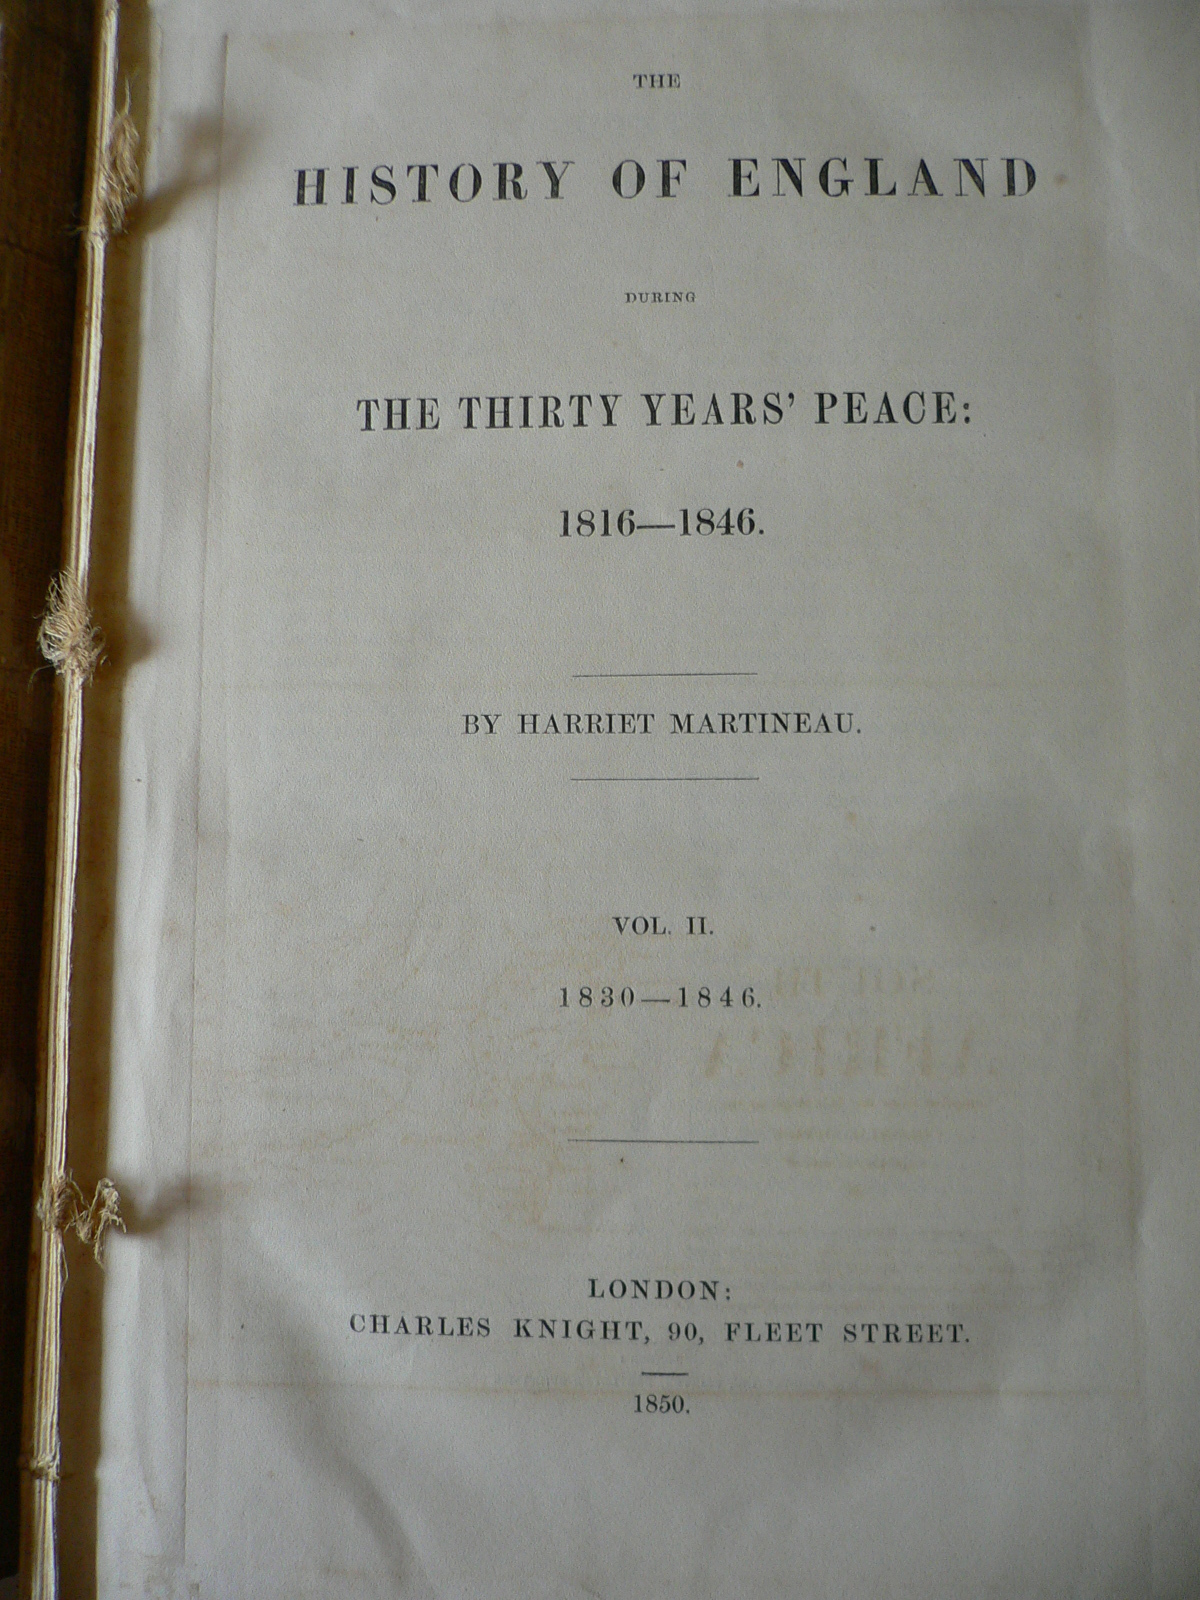 THE
HISTORY OF ENGLAND
DURING
THE THIRTY YEARS' PEACE:
1816—1846.
BY HARRIET MARTINEAU.
VOL. II.
1830—1846.
LONDON:
CHARLES KNIGHT, 90, FLEET STREET.
1850.